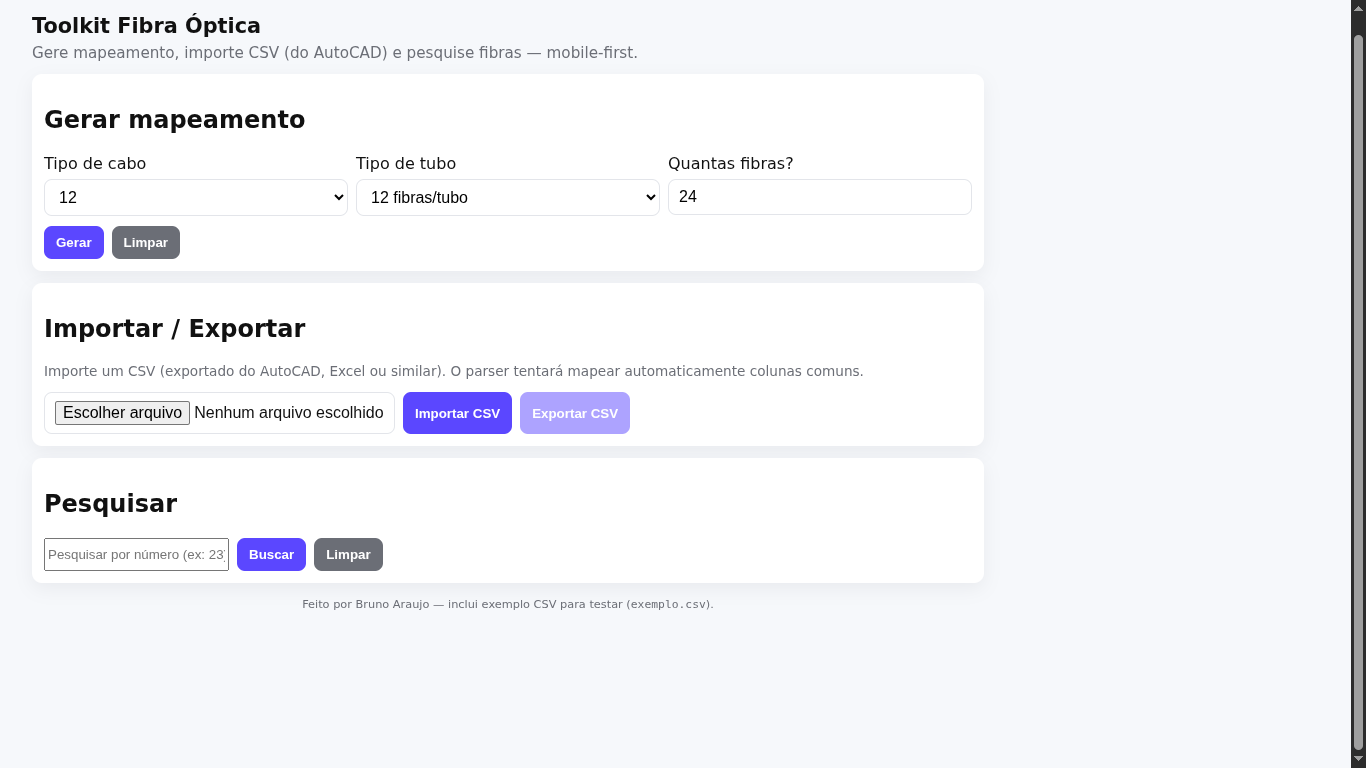 Toolkit Fibra Óptica
Gere mapeamento, importe CSV (do AutoCAD) e pesquise fibras — mobile-first.
Gerar mapeamento
Tipo de cabo
Tipo de tubo
Quantas fibras?
12
12 fibras/tubo
24
Gerar
Limpar
Importar / Exportar
Importe um CSV (exportado do AutoCAD, Excel ou similar). O parser tentará mapear automaticamente colunas comuns.
Escolher arquivo
Nenhum arquivo escolhido
Importar CSV
Exportar CSV
Pesquisar
Pesquisar por número (ex: 23)
Buscar
Limpar
Feito por Bruno Araujo — inclui exemplo CSV para testar (exemplo.csv).